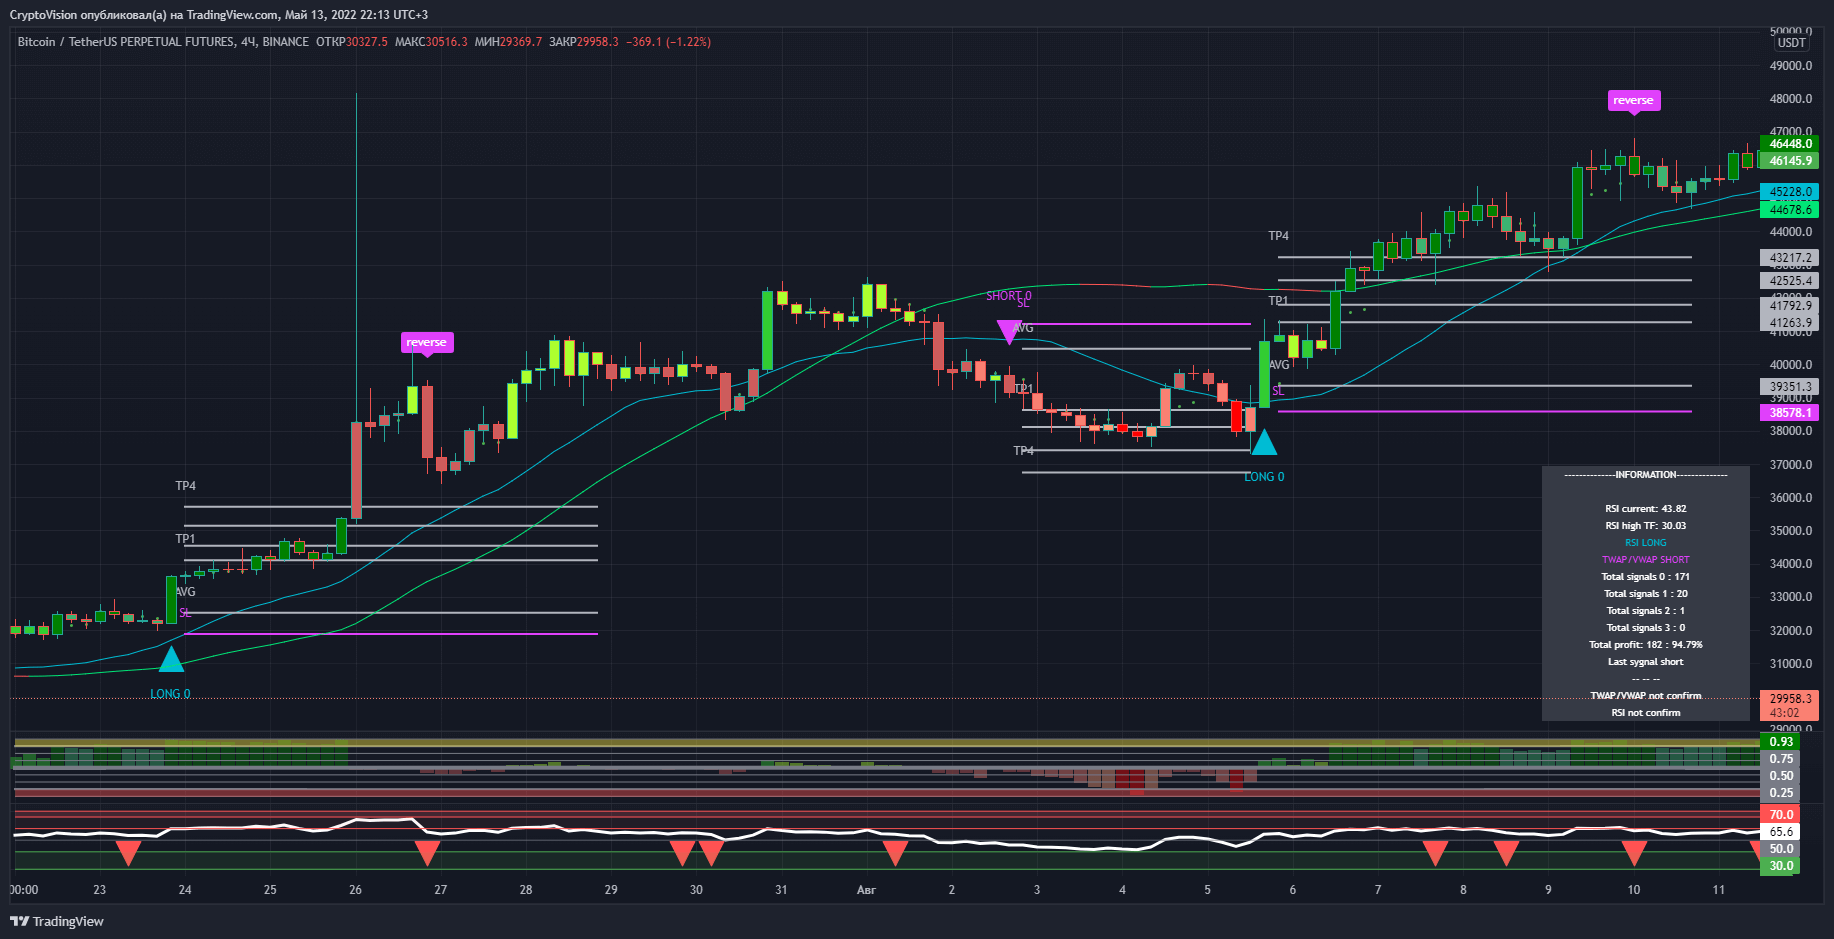 CryptoVision опубликовал(а) на TradingView.com, Май 13, 2022 22:13 UTC+3
Bitcoin / TetherUS PERPETUAL FUTURES, 4Ч, BINANCE ОТКР30327.5 МАКС30516.3 МИН29369.7 ЗАКР29958.3 −369.1 (−1.22%)
50000.0
USDT
49000.0
48000.0
47000.0
46448.0
46145.9
45228.0
44678.6
44000.0
43217.2
42525.4
42000.0
41792.9
41263.9
41000.0
40000.0
39351.3
39000.0
38578.1
38000.0
37000.0
36000.0
35000.0
34000.0
33000.0
32000.0
31000.0
29958.3
43:02
29000.0
reverse
reverse
TP4
TP1
AVG
SL
LONG 0
SHORT 0
SL
AVG
TP1
TP4
TP4
TP1
AVG
SL
LONG 0
--------------INFORMATION--------------
RSI current: 43.82
RSI high TF: 30.03
RSI LONG
TWAP/VWAP SHORT
Total signals 0 : 171
Total signals 1 : 20
Total signals 2 : 1
Total signals 3 : 0
Total profit: 182 : 94.79%
Last sygnal short
-- -- --
TWAP/VWAP not confirm
RSI not confirm
0.93
0.75
0.50
0.25
70.0
65.6
50.0
30.0
00:00 23 24 25 26 27 28 29 30 31 Авг 2 3 4 5 6 7 8 9 10 11
TradingView